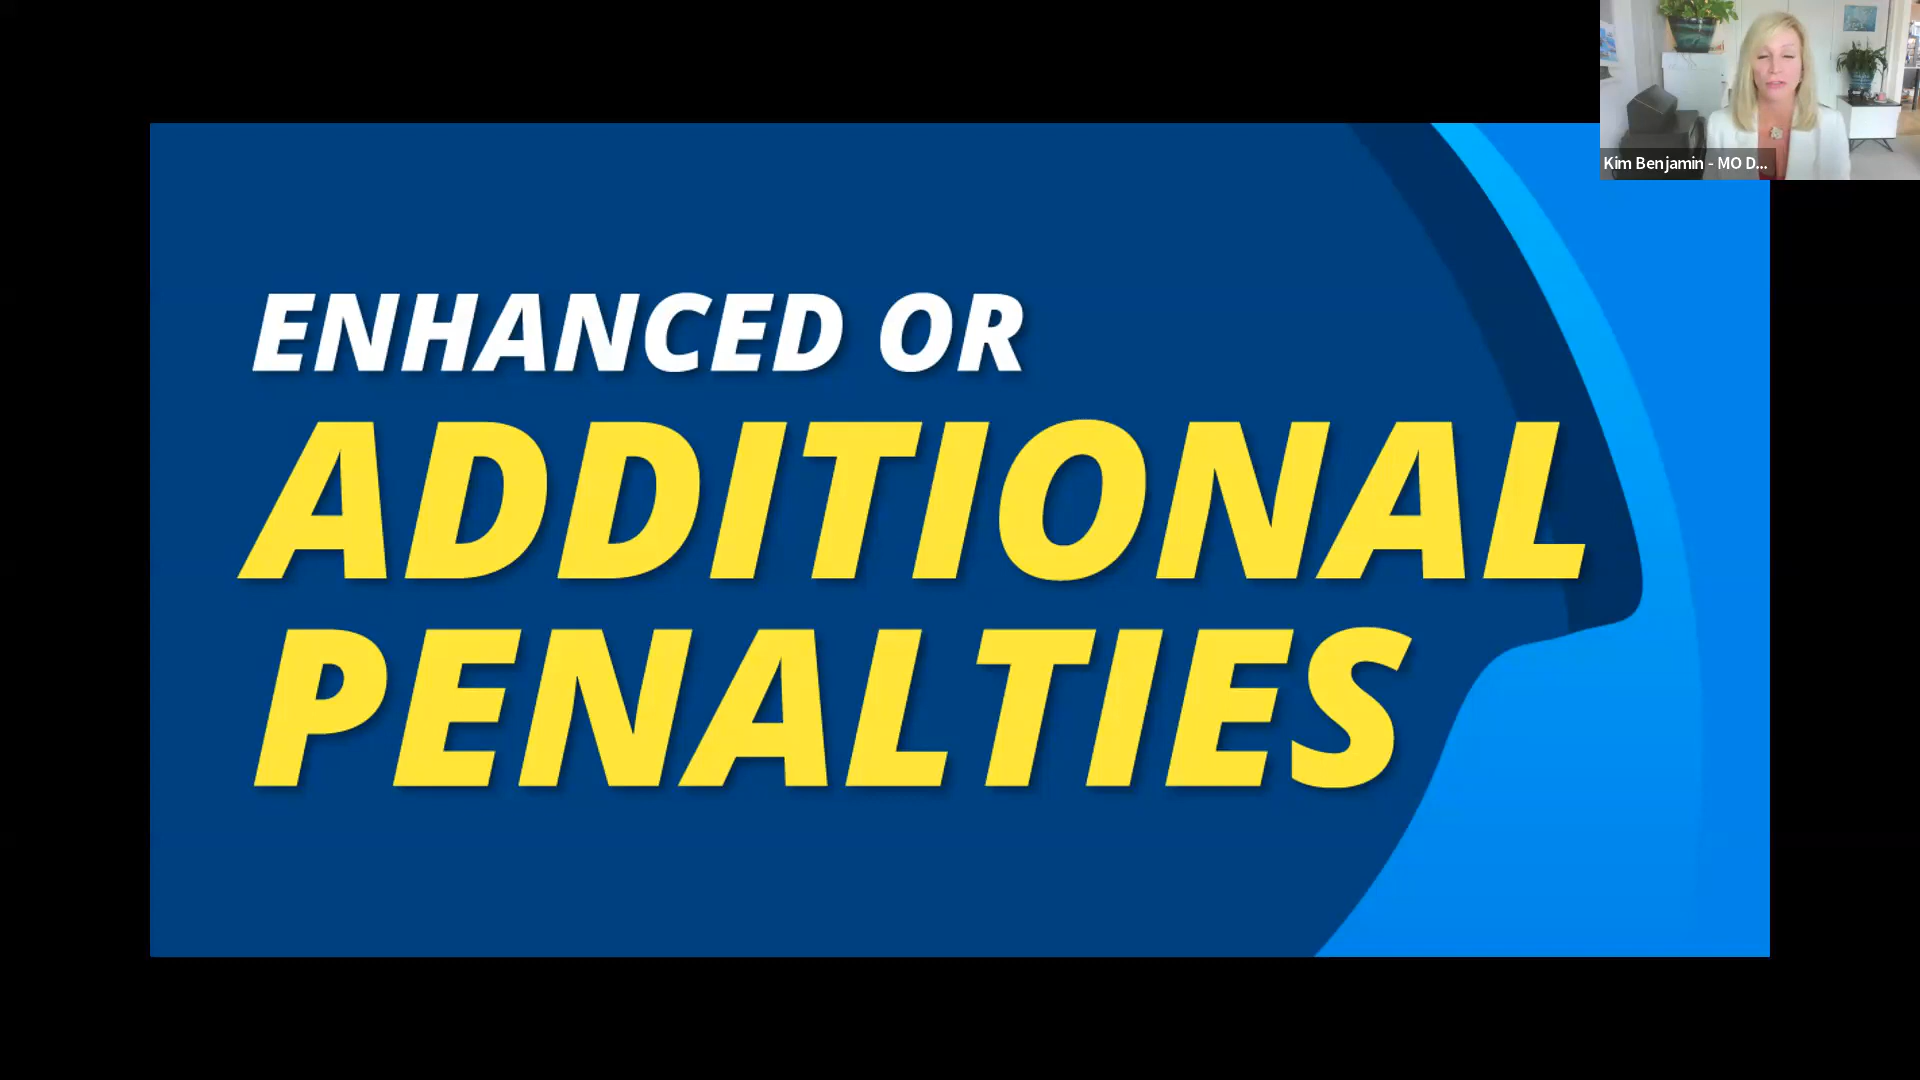 ENHANCED OR
ADDITIONAL
PENALTIES
Kim Benjamin - MO D...